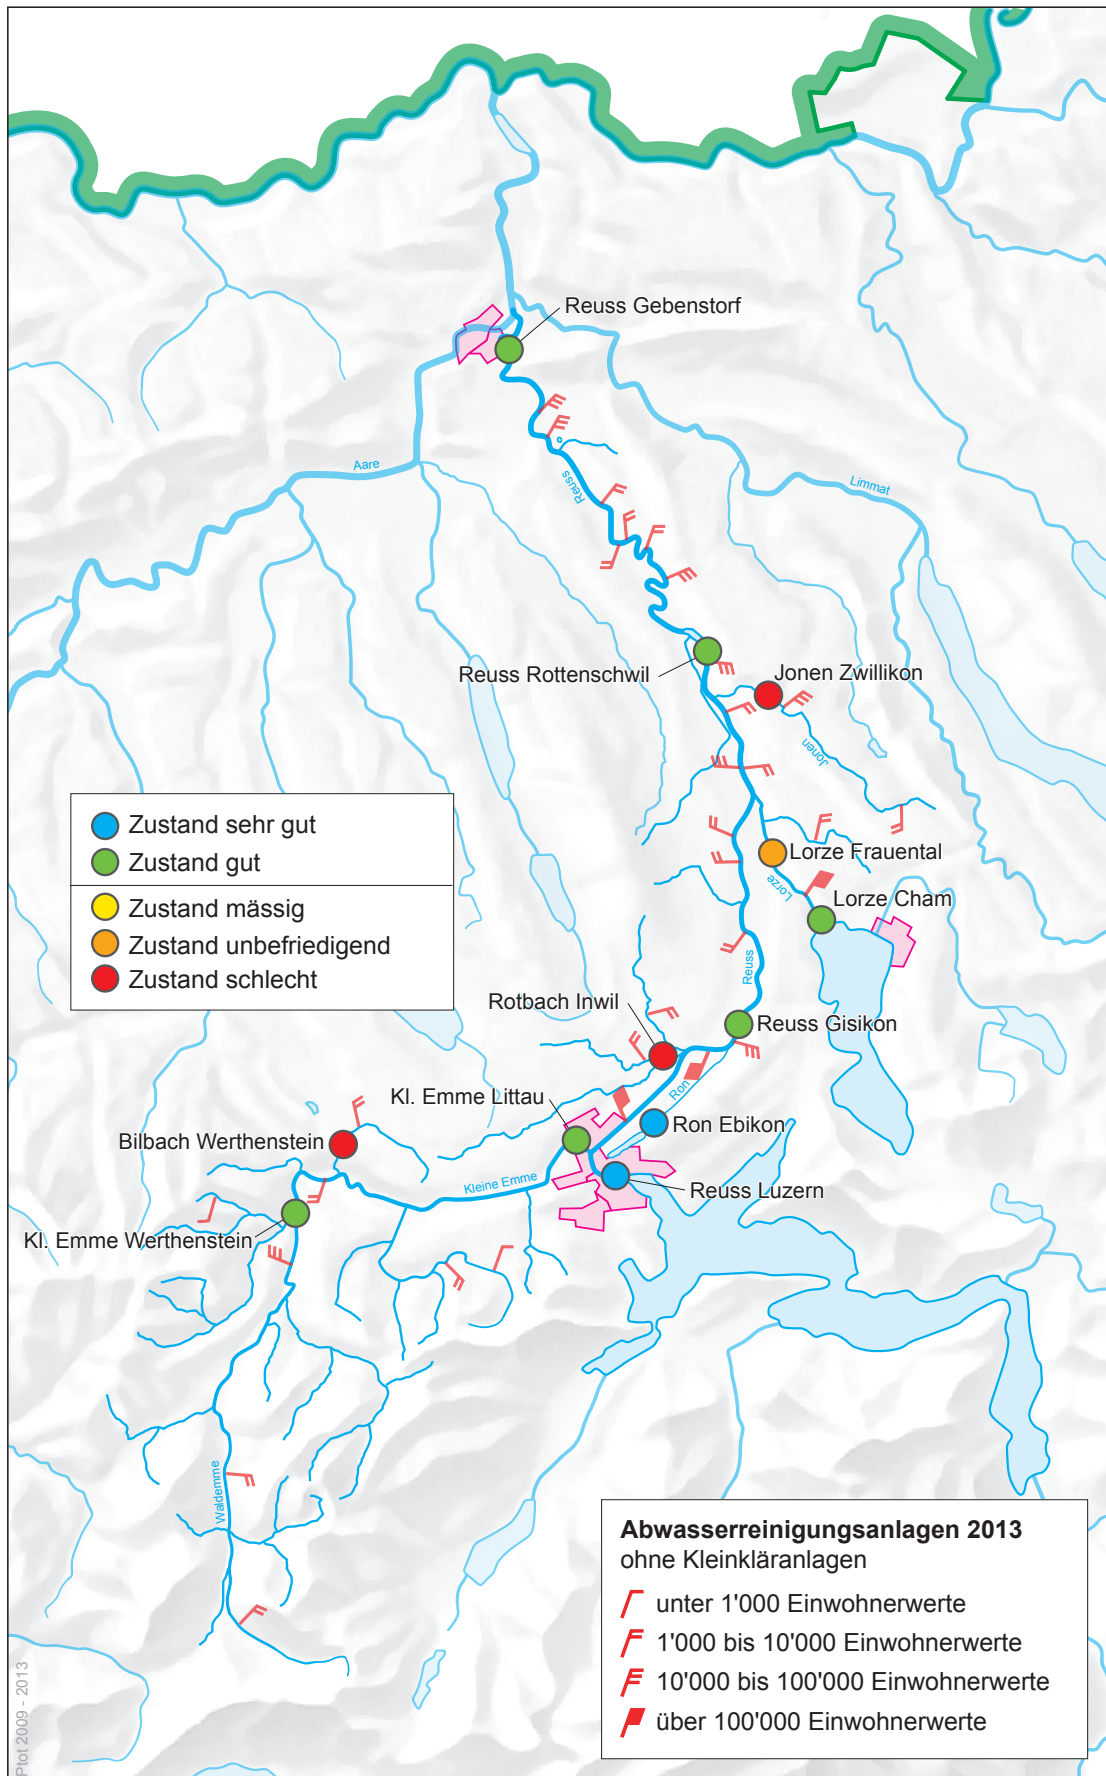 Reuss Gebenstorf
Aare
Reuss
Limmat
Reuss Rottenschwil
Jonen Zwillikon
Jonen
Zustand sehr gut
Zustand gut
Zustand mässig
Zustand unbefriedigend
Zustand schlecht
Lorze Frauental
Lorze
Lorze Cham
Reuss
Rotbach Inwil
Reuss Gisikon
Ron
Kl. Emme Littau
Ron Ebikon
Bilbach Werthenstein
Kleine Emme
Reuss Luzern
Kl. Emme Werthenstein
Waldemme
Abwasserreinigungsanlagen 2013
ohne Kleinkläranlagen
unter 1'000 Einwohnerwerte
1'000 bis 10'000 Einwohnerwerte
10'000 bis 100'000 Einwohnerwerte
über 100'000 Einwohnerwerte
Ptot 2009 - 2013